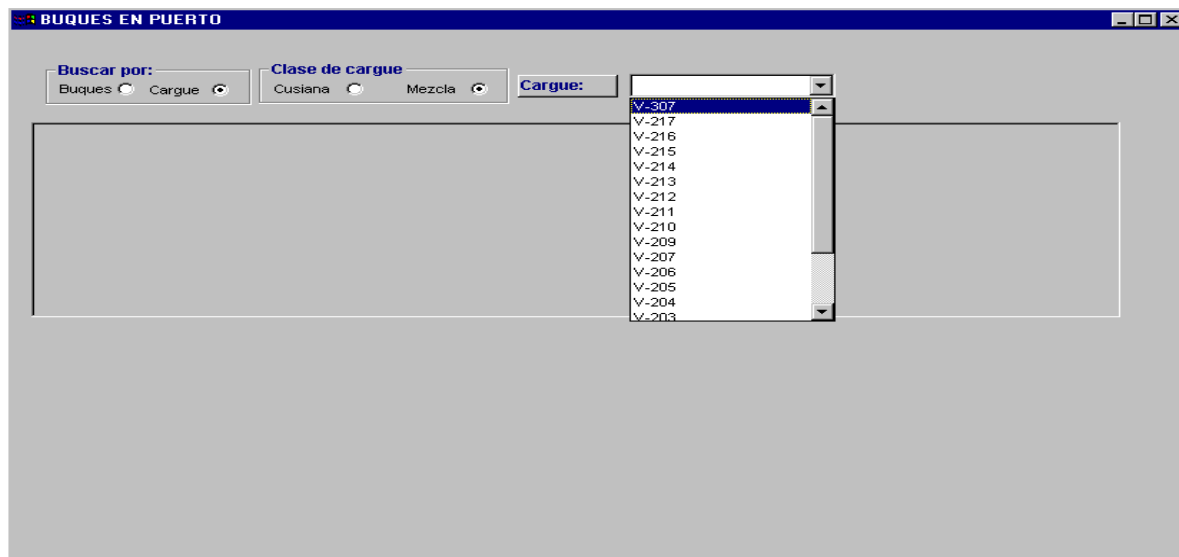 BUQUES EN PUERTO
Buscar por:
Buques Cargue
Clase de cargue
Cusiana Mezcla
Cargue:
V-307
V-217
V-216
V-215
V-214
V-213
V-212
V-211
V-210
V-209
V-207
V-206
V-205
V-204
V-203